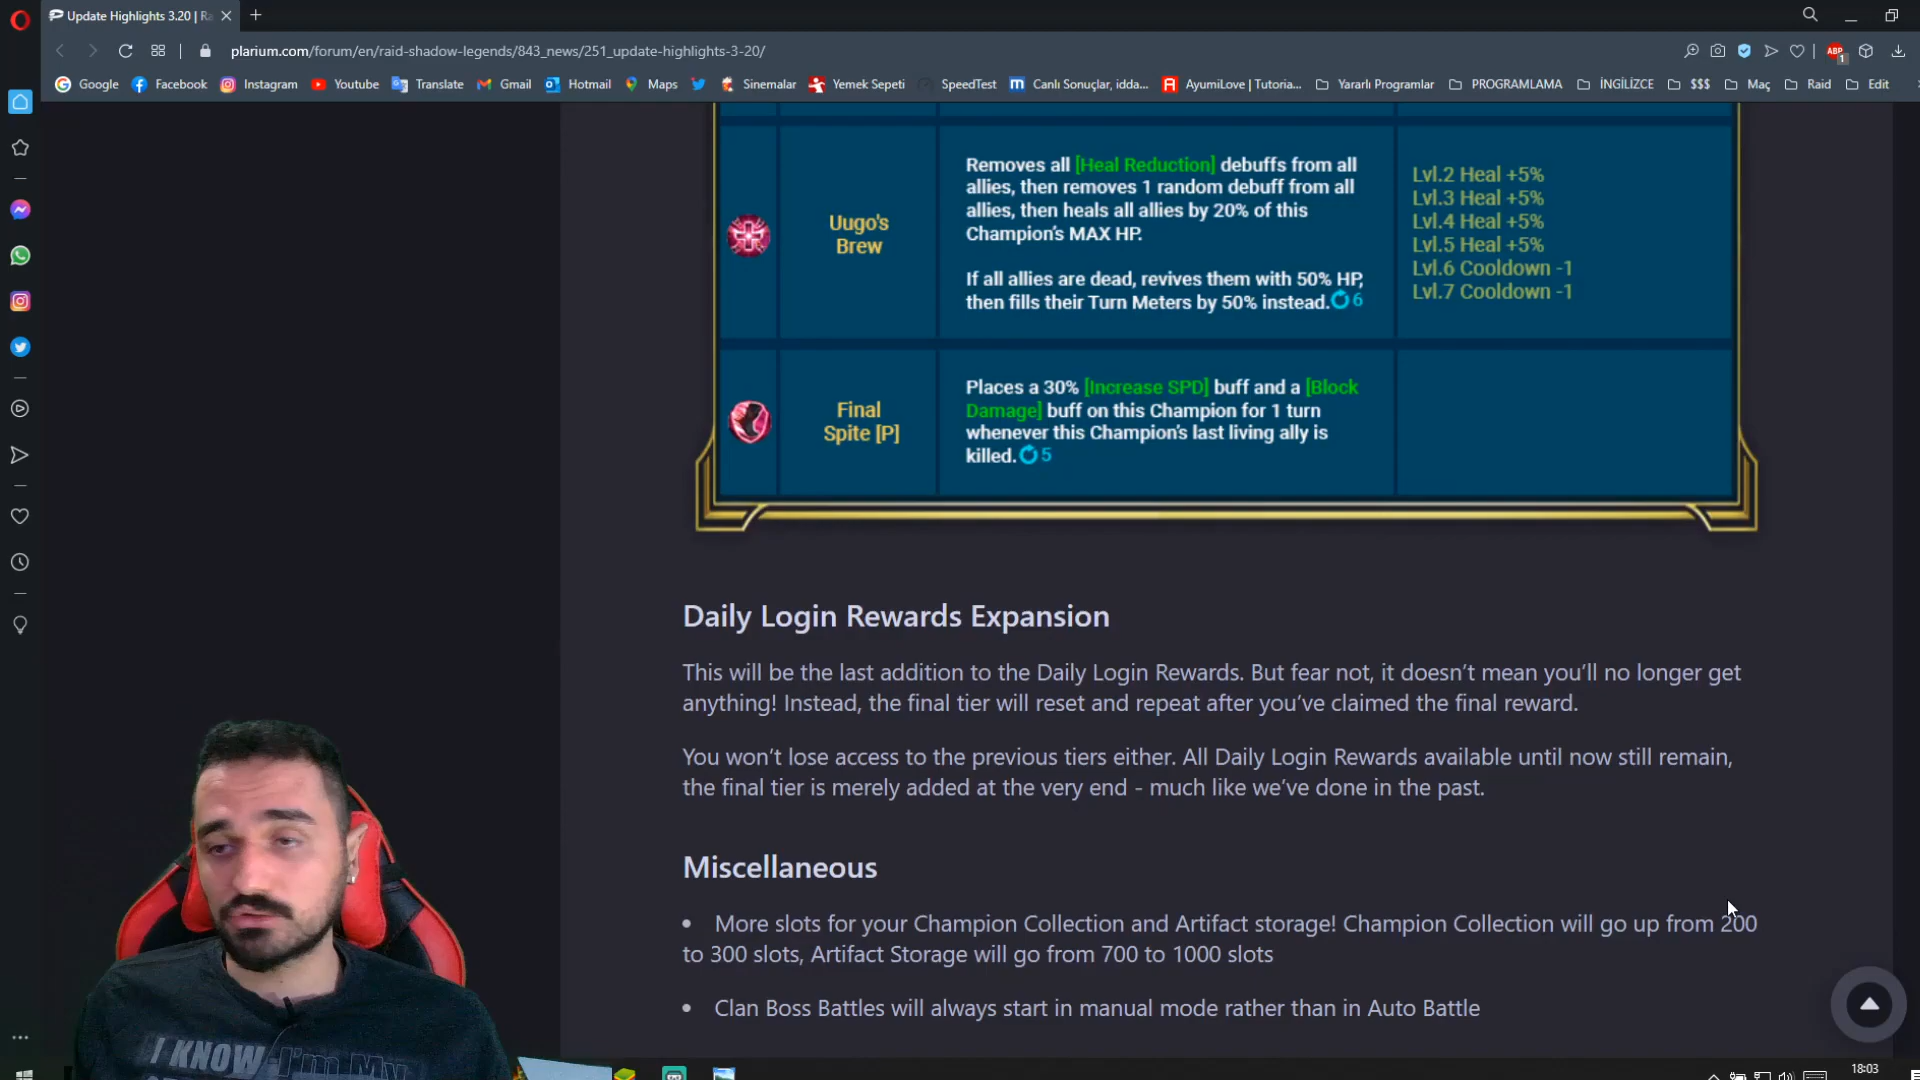 Update Highlights 3.20 | Ra
plarium.com/forum/en/raid-shadow-legends/843_news/251_update-highlights-3-20/
ABP
1
Google
Facebook
Instagram
Youtube
Translate
Gmail
Hotmail
Maps
Sinemalar
Yemek Sepeti
SpeedTest
Canlı Sonuçlar, idda...
AyumiLove | Tutoria...
Yararlı Programlar
PROGRAMLAMA
İNGİLİZCE
$$$
Maç
Raid
Edit
Uugo's
Brew
Removes all [Heal Reduction] debuffs from all
allies, then removes 1 random debuff from all
allies, then heals all allies by 20% of this
Champion's MAX HP.
If all allies are dead, revives them with 50% HP,
then fills their Turn Meters by 50% instead. 6
Lvl.2 Heal +5%
Lvl.3 Heal +5%
Lvl.4 Heal +5%
Lvl.5 Heal +5%
Lvl.6 Cooldown -1
Lvl.7 Cooldown -1
Final
Spite [P]
Places a 30% [Increase SPD] buff and a [Block
Damage] buff on this Champion for 1 turn
whenever this Champion's last living ally is
killed. 5
Daily Login Rewards Expansion
This will be the last addition to the Daily Login Rewards. But fear not, it doesn't mean you'll no longer get
anything! Instead, the final tier will reset and repeat after you've claimed the final reward.
You won't lose access to the previous tiers either. All Daily Login Rewards available until now still remain,
the final tier is merely added at the very end - much like we've done in the past.
Miscellaneous
• More slots for your Champion Collection and Artifact storage! Champion Collection will go up from 200
to 300 slots, Artifact Storage will go from 700 to 1000 slots
• Clan Boss Battles will always start in manual mode rather than in Auto Battle
I KNOW I'm My
18:03